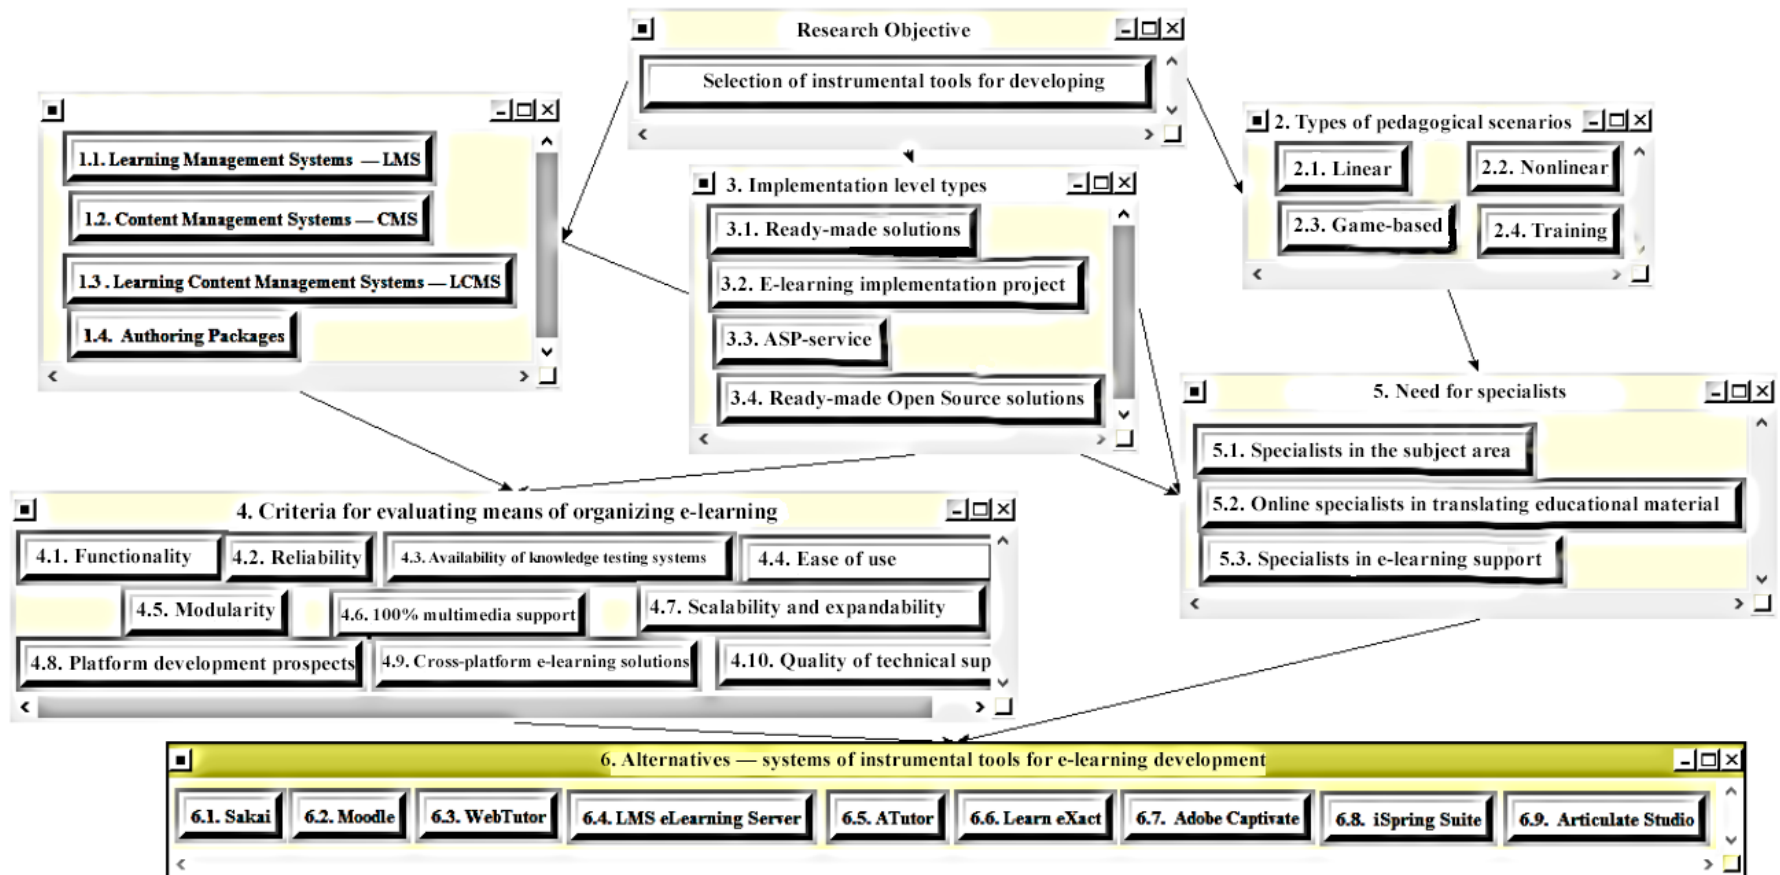 Research Objective
Selection of instrumental tools for developing
1.1. Learning Management Systems — LMS
1.2. Content Management Systems — CMS
1.3. Learning Content Management Systems — LCMS
1.4. Authoring Packages
2. Types of pedagogical scenarios
2.1. Linear
2.2. Nonlinear
2.3. Game-based
2.4. Training
3. Implementation level types
3.1. Ready-made solutions
3.2. E-learning implementation project
3.3. ASP-service
3.4. Ready-made Open Source solutions
4. Criteria for evaluating means of organizing e-learning
4.1. Functionality
4.2. Reliability
4.3. Availability of knowledge testing systems
4.4. Ease of use
4.5. Modularity
4.6. 100% multimedia support
4.7. Scalability and expandability
4.8. Platform development prospects
4.9. Cross-platform e-learning solutions
4.10. Quality of technical sup
5. Need for specialists
5.1. Specialists in the subject area
5.2. Online specialists in translating educational material
5.3. Specialists in e-learning support
6. Alternatives — systems of instrumental tools for e-learning development
6.1. Sakai
6.2. Moodle
6.3. WebTutor
6.4. LMS eLearning Server
6.5. ATutor
6.6. Learn eXact
6.7. Adobe Captivate
6.8. iSpring Suite
6.9. Articulate Studio